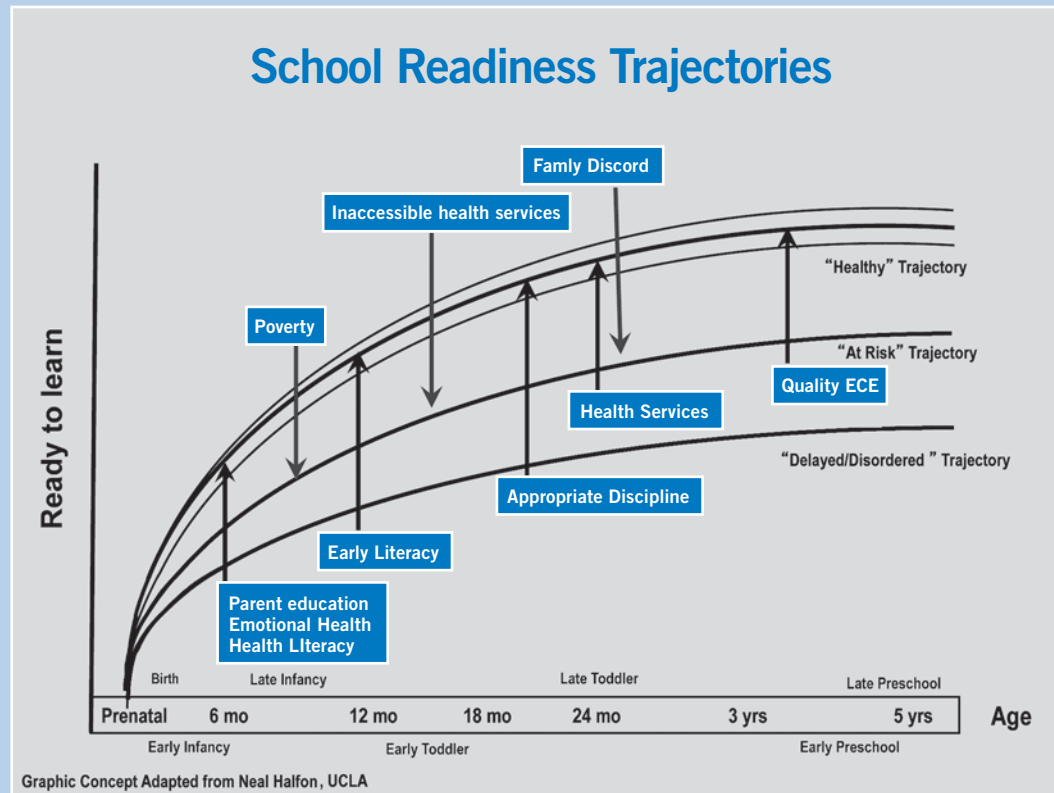 School Readiness Trajectories
Famly Discord
Inaccessible health services
Poverty
"Healthy" Trajectory
"At Risk" Trajectory
Quality ECE
Health Services
"Delayed/Disordered " Trajectory
Appropriate Discipline
Early Literacy
Parent education
Emotional Health
Health LIteracy
Ready to learn
Birth
Late Infancy
Late Toddler
Late Preschool
Prenatal 6 mo 12 mo 18 mo 24 mo 3 yrs 5 yrs Age
Early Infancy
Early Toddler
Early Preschool
Graphic Concept Adapted from Neal Halfon, UCLA